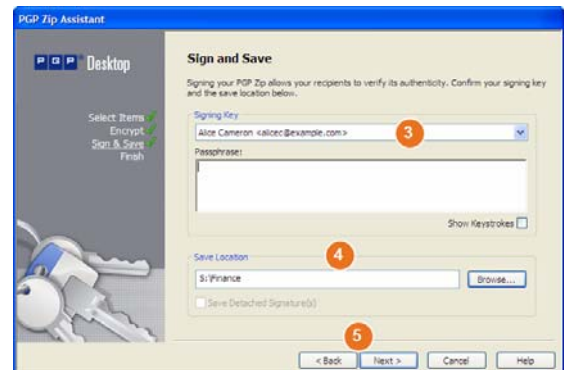 PGP Zip Assistant
PGP Desktop
Select Items
Encrypt
Sign & Save
Finish
Sign and Save
Signing your PGP Zip allows your recipients to verify its authenticity. Confirm your signing key
and the save location below.
Signing Key
Alice Cameron <alicec@example.com>
3
Passphrase:
Show Keystrokes
4
Save Location
S:\Finance
Browse...
Save Detached Signature(s)
5
< Back
Next >
Cancel
Help